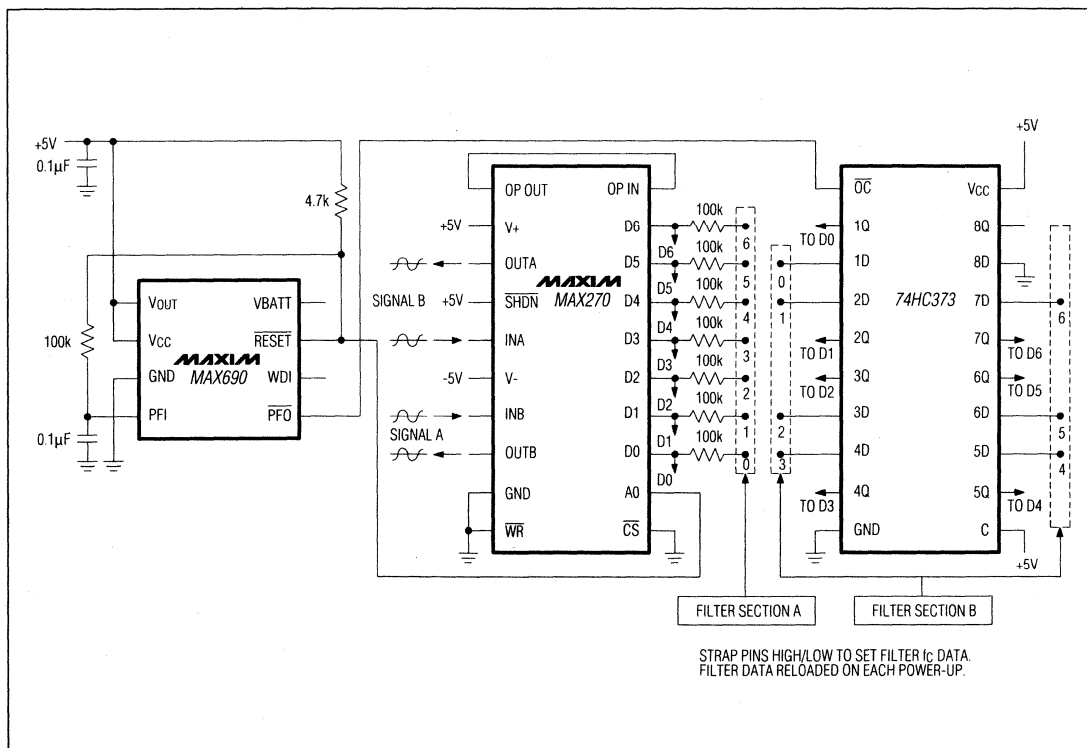 +5V
0.1µF
4.7k
100k
0.1µF
VOUT
VCC
GND
PFI
VBATT
RESET
WDI
PFO
MAXIM
MAX690
OP OUT
V+
OUTA
SHDN
INA
V-
INB
OUTB
GND
WR
OP IN
D6
D5
D4
D3
D2
D1
D0
A0
CS
MAXIM
MAX270
+5V
SIGNAL B
+5V
-5V
SIGNAL A
100k
100k
100k
100k
100k
100k
100k
D6
D5
D4
D3
D2
D1
D0
6
5
4
3
2
1
0
0
1
2
3
TO D0
TO D1
TO D2
TO D3
OC
1Q
1D
2D
2Q
3Q
3D
4D
4Q
GND
74HC373
VCC
8Q
8D
7D
7Q
6Q
6D
5D
5Q
C
+5V
6
TO D6
TO D5
5
4
TO D4
+5V
FILTER SECTION A
FILTER SECTION B
STRAP PINS HIGH/LOW TO SET FILTER fC DATA.
FILTER DATA RELOADED ON EACH POWER-UP.